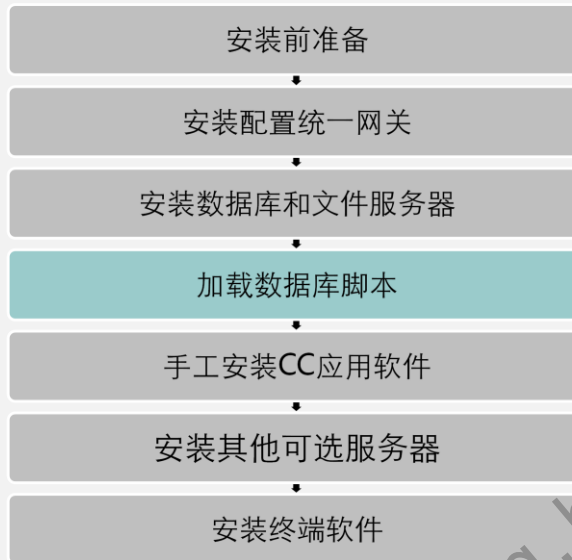 安装前准备
安装配置统一网关
安装数据库和文件服务器
加载数据库脚本
手工安装CC应用软件
安装其他可选服务器
安装终端软件